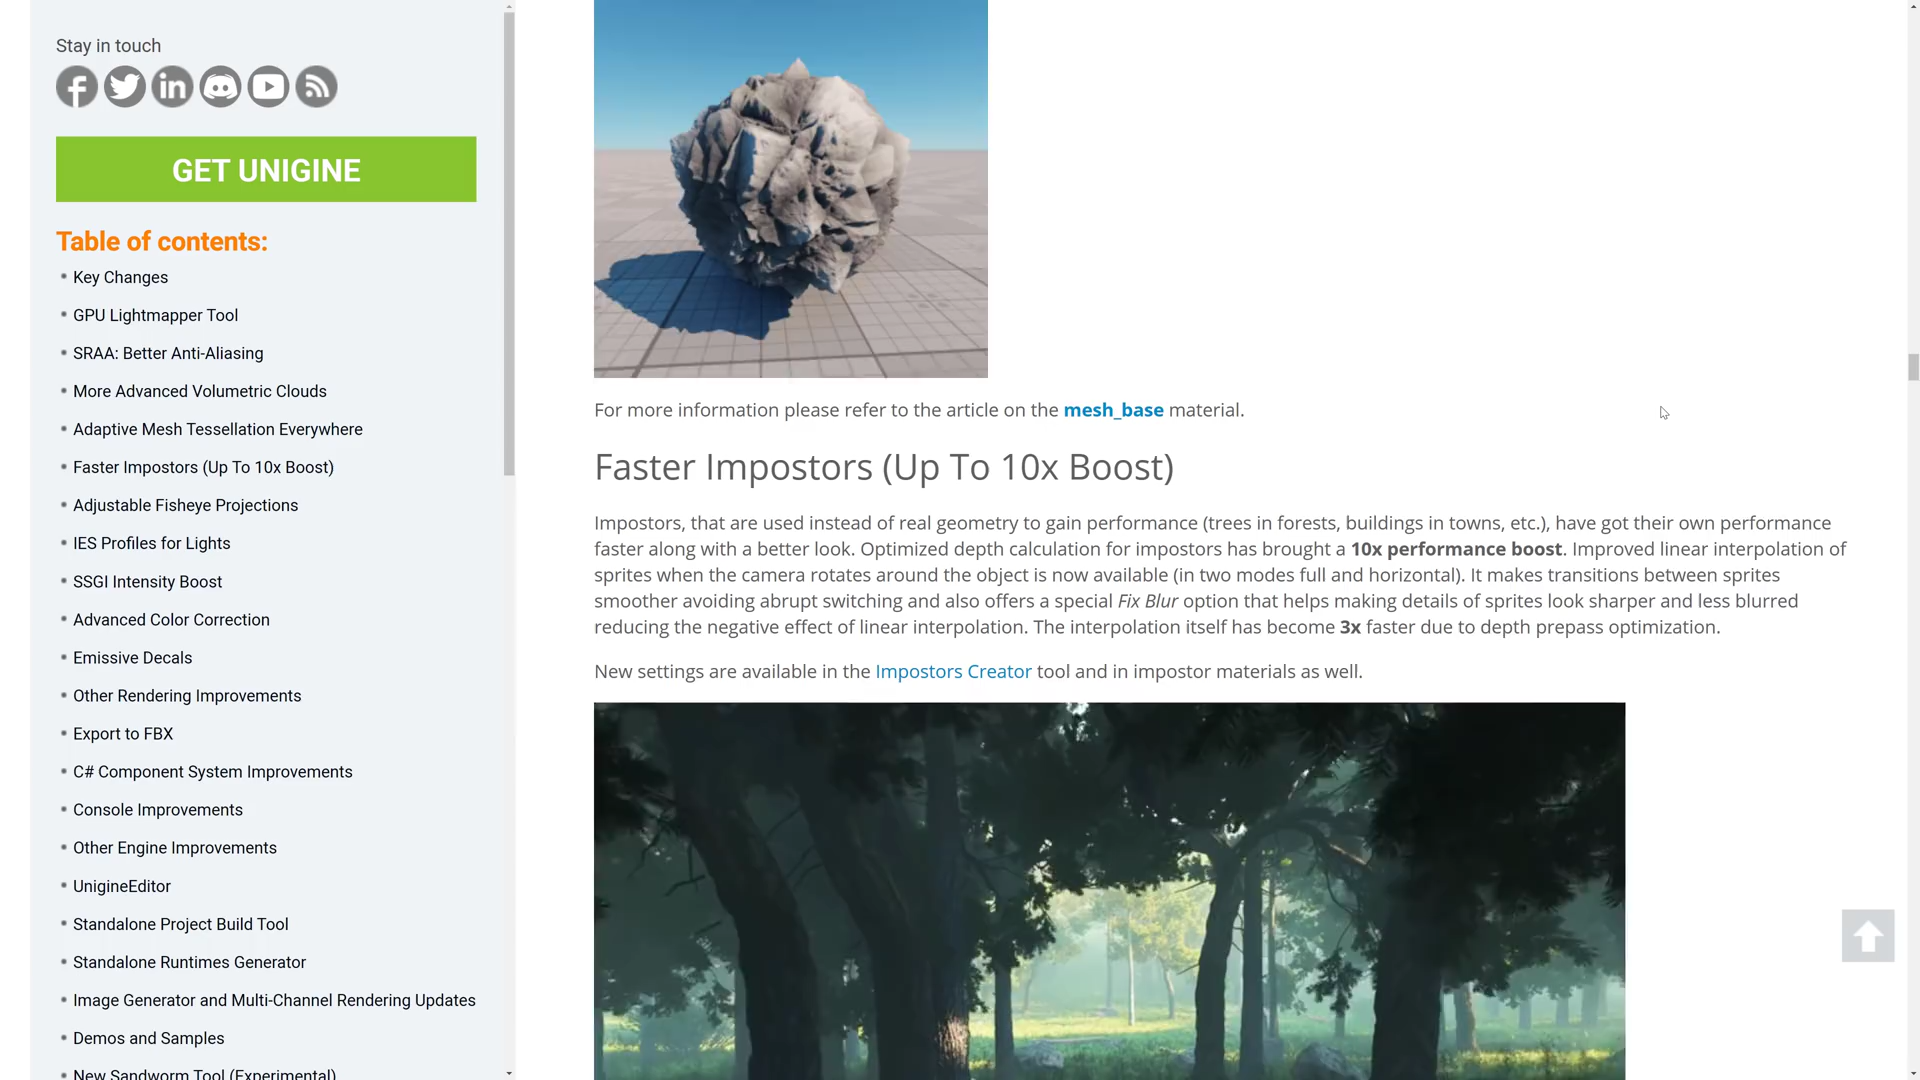 Stay in touch
GET UNIGINE
Table of contents:
Key Changes
GPU Lightmapper Tool
SRAA: Better Anti-Aliasing
More Advanced Volumetric Clouds
Adaptive Mesh Tessellation Everywhere
Faster Impostors (Up To 10x Boost)
Adjustable Fisheye Projections
IES Profiles for Lights
SSGI Intensity Boost
Advanced Color Correction
Emissive Decals
Other Rendering Improvements
Export to FBX
C# Component System Improvements
Console Improvements
Other Engine Improvements
UnigineEditor
Standalone Project Build Tool
Standalone Runtimes Generator
Image Generator and Multi-Channel Rendering Updates
Demos and Samples
New Sandworm Tool (Experimental)
For more information please refer to the article on the mesh_base material.
Faster Impostors (Up To 10x Boost)
Impostors, that are used instead of real geometry to gain performance (trees in forests, buildings in towns, etc.), have got their own performance
faster along with a better look. Optimized depth calculation for impostors has brought a 10x performance boost. Improved linear interpolation of
sprites when the camera rotates around the object is now available (in two modes full and horizontal). It makes transitions between sprites
smoother avoiding abrupt switching and also offers a special Fix Blur option that helps making details of sprites look sharper and less blurred
reducing the negative effect of linear interpolation. The interpolation itself has become 3x faster due to depth prepass optimization.
New settings are available in the Impostors Creator tool and in impostor materials as well.